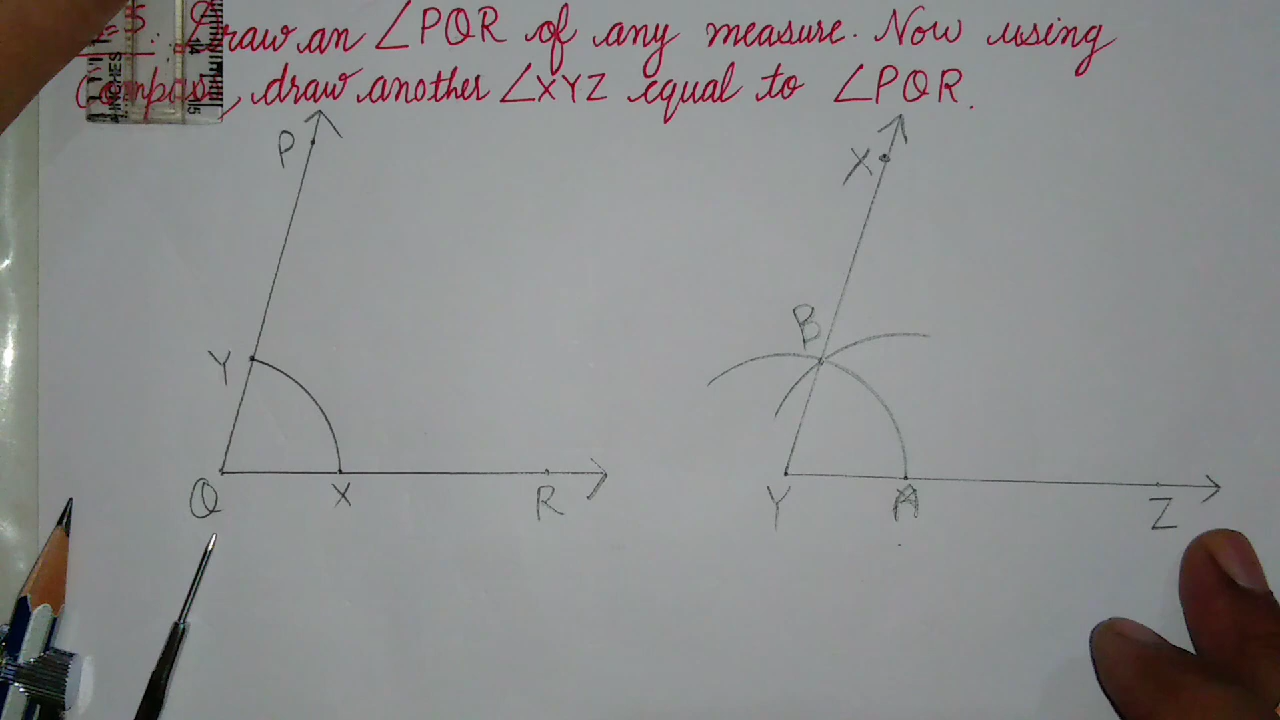 Draw an ∠PQR of any measure. Now using
Compass, draw another ∠XYZ equal to ∠PQR.
P
X
B
Y
Q
X
R
Y
A
Z
INCHES